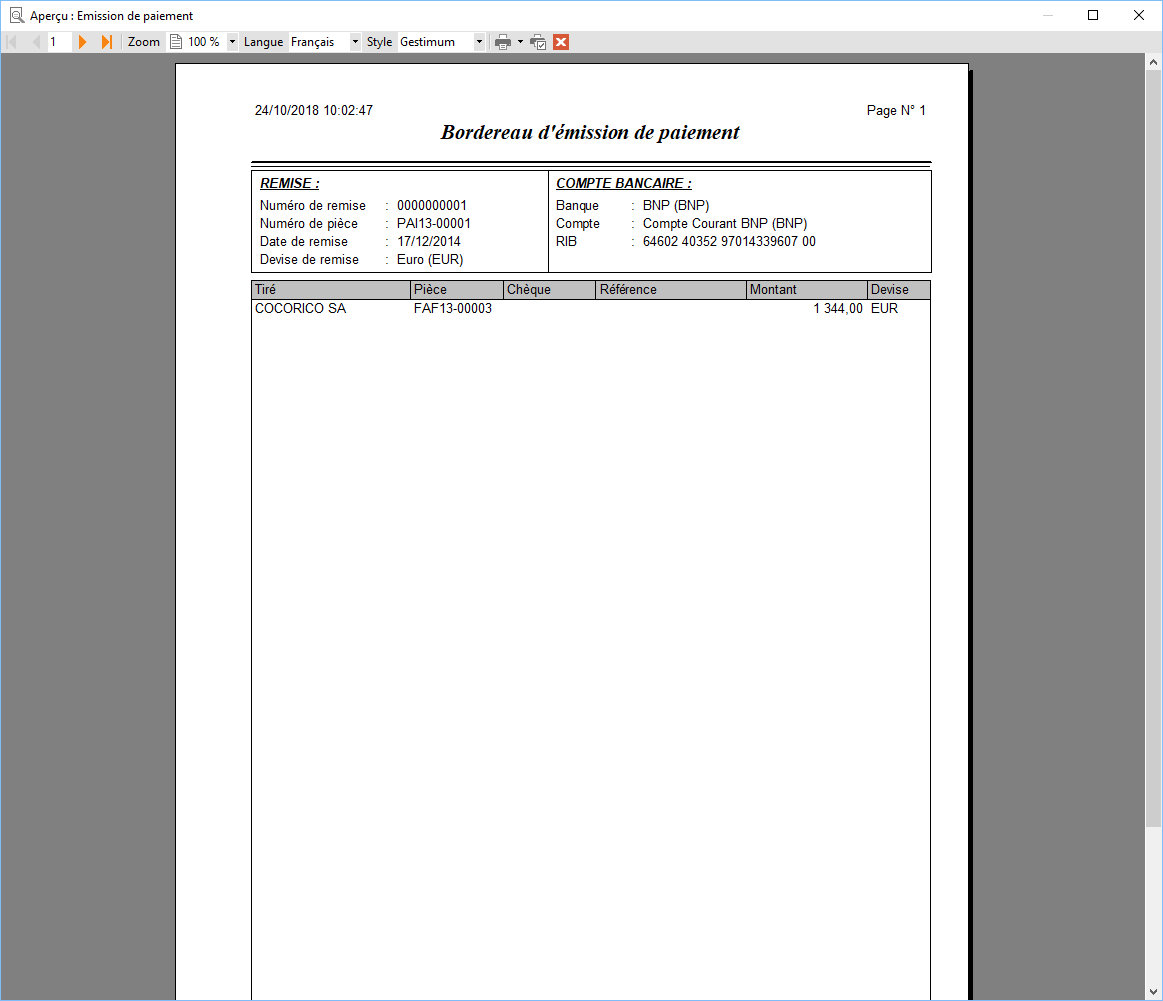 Aperçu : Emission de paiement
1 Zoom 100 % Langue Français Style Gestimum
24/10/2018 10:02:47 Page N° 1
Bordereau d'émission de paiement
REMISE : COMPTE BANCAIRE :
Numéro de remise : 0000000001 Banque : BNP (BNP)
Numéro de pièce : PAI13-00001 Compte : Compte Courant BNP (BNP)
Date de remise : 17/12/2014 RIB : 64602 40352 97014339607 00
Devise de remise : Euro (EUR)
Tiré Pièce Chèque Référence Montant Devise
COCORICO SA FAF13-00003 1 344,00 EUR